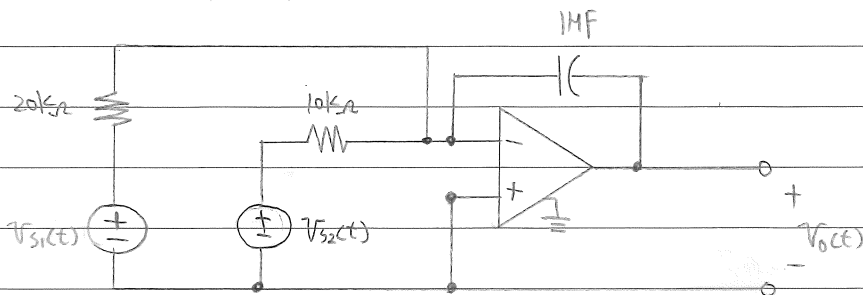 1MF
20kΩ
10kΩ
−
+
+
−
+
−
+
Vs1(t)
Vs2(t)
Vo(t)
−